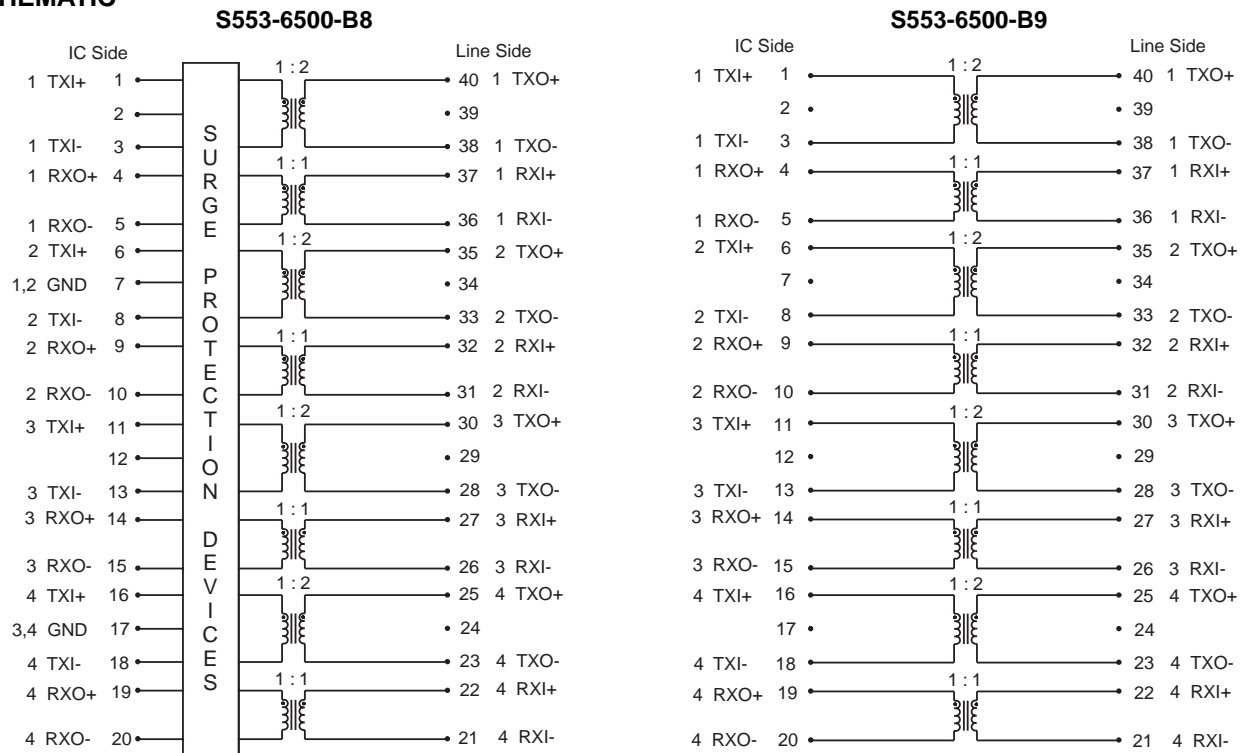 HEMATIC
S553-6500-B8
IC Side
Line Side
1 TXI+ 1
1 : 2
40 1 TXO+
2
39
1 TXI- 3
38 1 TXO-
1 RXO+ 4
1 : 1
37 1 RXI+
1 RXO- 5
36 1 RXI-
2 TXI+ 6
1 : 2
35 2 TXO+
1,2 GND 7
34
2 TXI- 8
33 2 TXO-
2 RXO+ 9
1 : 1
32 2 RXI+
2 RXO- 10
31 2 RXI-
3 TXI+ 11
1 : 2
30 3 TXO+
12
29
3 TXI- 13
28 3 TXO-
3 RXO+ 14
1 : 1
27 3 RXI+
3 RXO- 15
26 3 RXI-
4 TXI+ 16
1 : 2
25 4 TXO+
3,4 GND 17
24
4 TXI- 18
23 4 TXO-
4 RXO+ 19
1 : 1
22 4 RXI+
4 RXO- 20
21 4 RXI-
SURGE PROTECTION DEVICES
S553-6500-B9
IC Side
Line Side
1 TXI+ 1
1 : 2
40 1 TXO+
2
39
1 TXI- 3
38 1 TXO-
1 RXO+ 4
1 : 1
37 1 RXI+
1 RXO- 5
36 1 RXI-
2 TXI+ 6
1 : 2
35 2 TXO+
7
34
2 TXI- 8
33 2 TXO-
2 RXO+ 9
1 : 1
32 2 RXI+
2 RXO- 10
31 2 RXI-
3 TXI+ 11
1 : 2
30 3 TXO+
12
29
3 TXI- 13
28 3 TXO-
3 RXO+ 14
1 : 1
27 3 RXI+
3 RXO- 15
26 3 RXI-
4 TXI+ 16
1 : 2
25 4 TXO+
17
24
4 TXI- 18
23 4 TXO-
4 RXO+ 19
1 : 1
22 4 RXI+
4 RXO- 20
21 4 RXI-